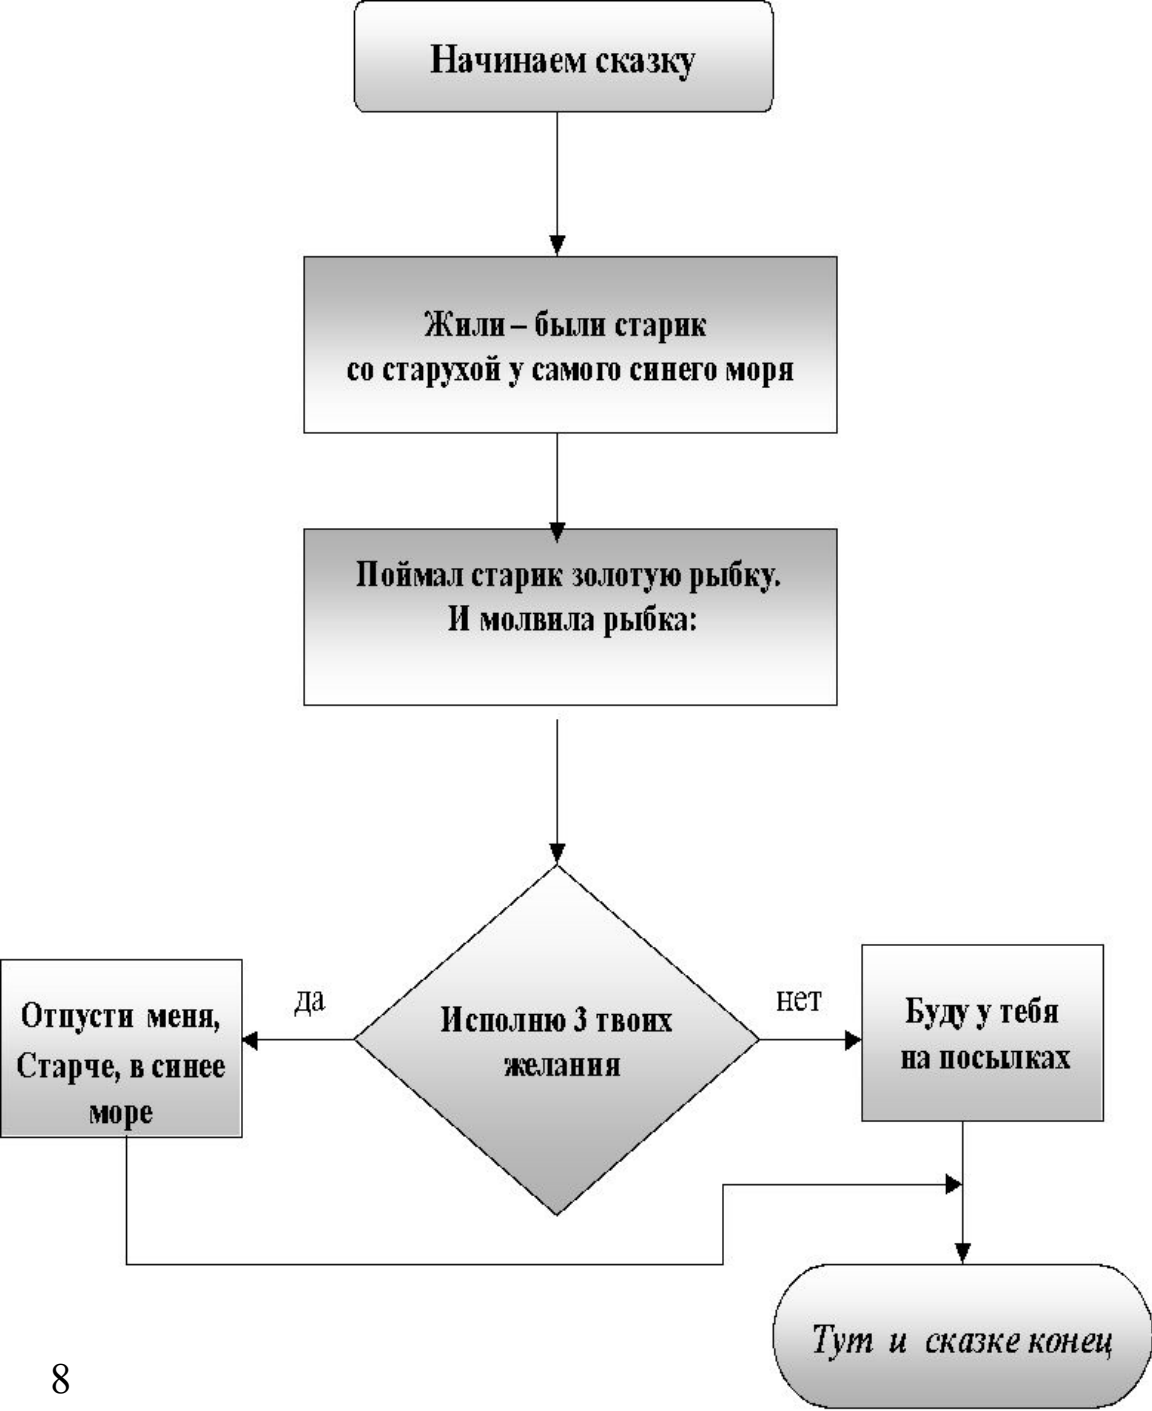 Начинаем сказку
Жили – были старик
со старухой у самого синего моря
Поймал старик золотую рыбку.
И молвила рыбка:
да
нет
Отпусти меня,
Старче, в синее
море
Исполню 3 твоих
желания
Буду у тебя
на посылках
Тут и сказке конец
8